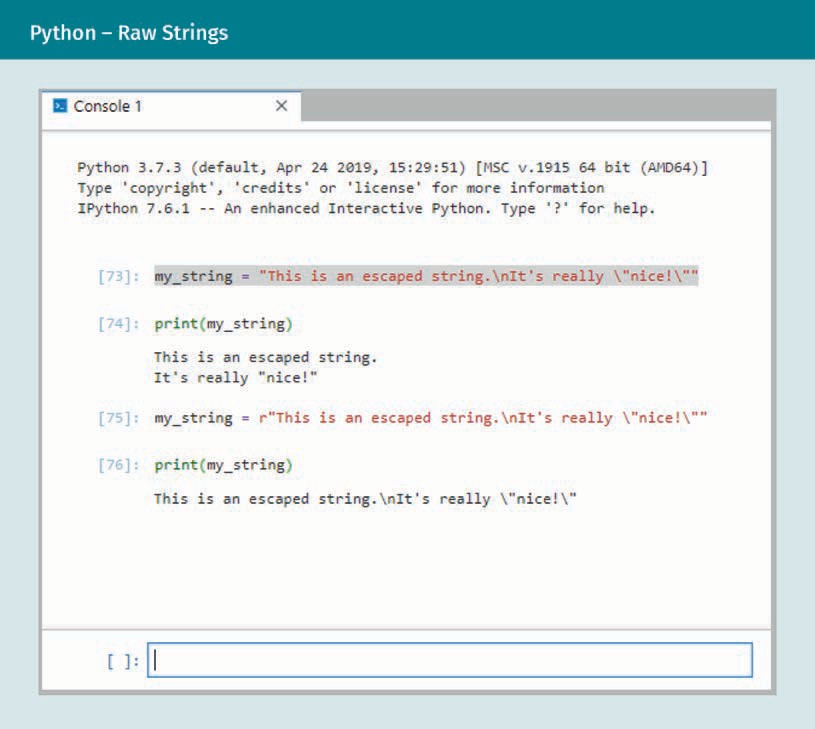 Python – Raw Strings
Console 1
Python 3.7.3 (default, Apr 24 2019, 15:29:51) [MSC v.1915 64 bit (AMD64)]
Type 'copyright', 'credits' or 'license' for more information
IPython 7.6.1 -- An enhanced Interactive Python. Type '?' for help.
[73]: my_string = "This is an escaped string.\nIt's really \"nice!\""
[74]: print(my_string)
This is an escaped string.
It's really "nice!"
[75]: my_string = r"This is an escaped string.\nIt's really \"nice!\""
[76]: print(my_string)
This is an escaped string.\nIt's really \"nice!\"
[ ]: